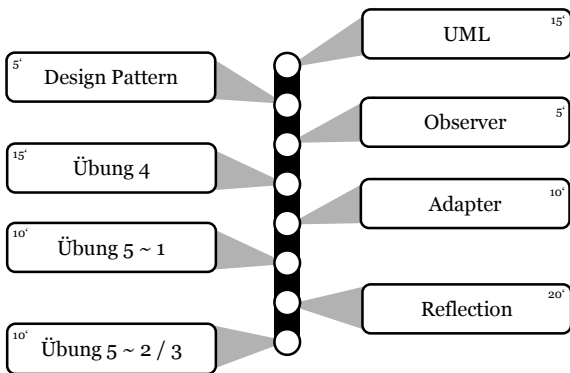 15‘
UML
5‘
Design Pattern
5‘
Observer
15‘
Übung 4
10‘
Adapter
10‘
Übung 5 ~ 1
20‘
Reflection
10‘
Übung 5 ~ 2 / 3